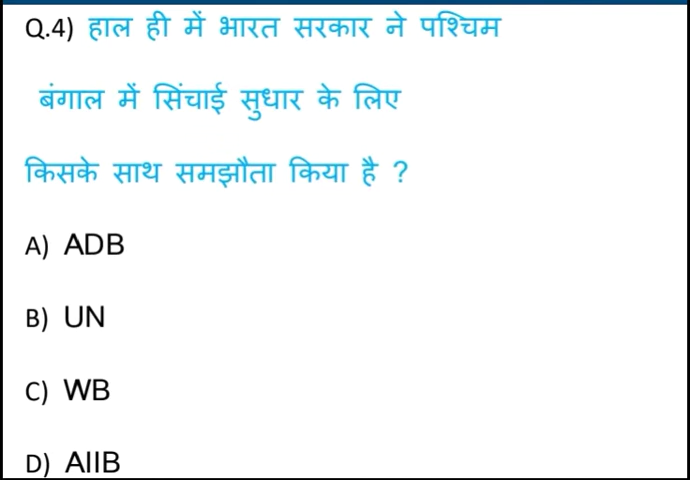 Q.4) हाल ही में भारत सरकार ने पश्चिम
बंगाल में सिंचाई सुधार के लिए
किसके साथ समझौता किया है ?
A) ADB
B) UN
C) WB
D) AIIB